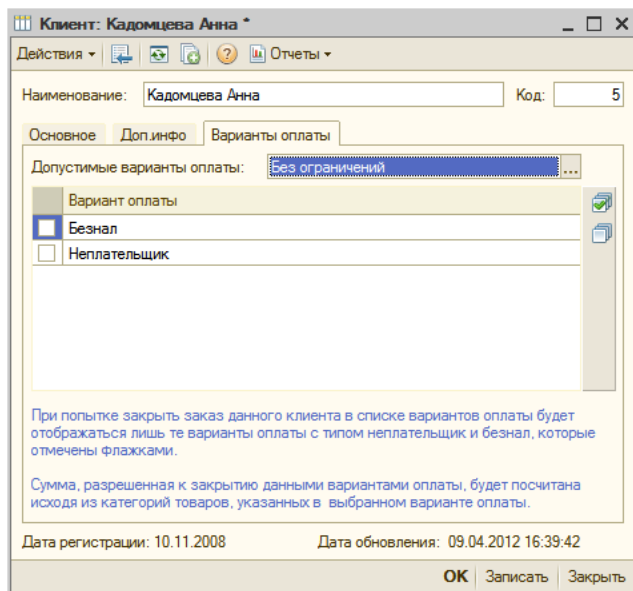 Клиент: Кадомцева Анна *
Действия Отчеты
Наименование: Кадомцева Анна Код: 5
Основное Доп.инфо Варианты оплаты
Допустимые варианты оплаты: Без ограничений ...
Вариант оплаты
Безнал
Неплательщик
При попытке закрыть заказ данного клиента в списке вариантов оплаты будет
отображаться лишь те варианты оплаты с типом неплательщик и безнал, которые
отмечены флажками.
Сумма, разрешенная к закрытию данными вариантами оплаты, будет посчитана
исходя из категорий товаров, указанных в выбранном варианте оплаты.
Дата регистрации: 10.11.2008 Дата обновления: 09.04.2012 16:39:42
OK Записать Закрыть